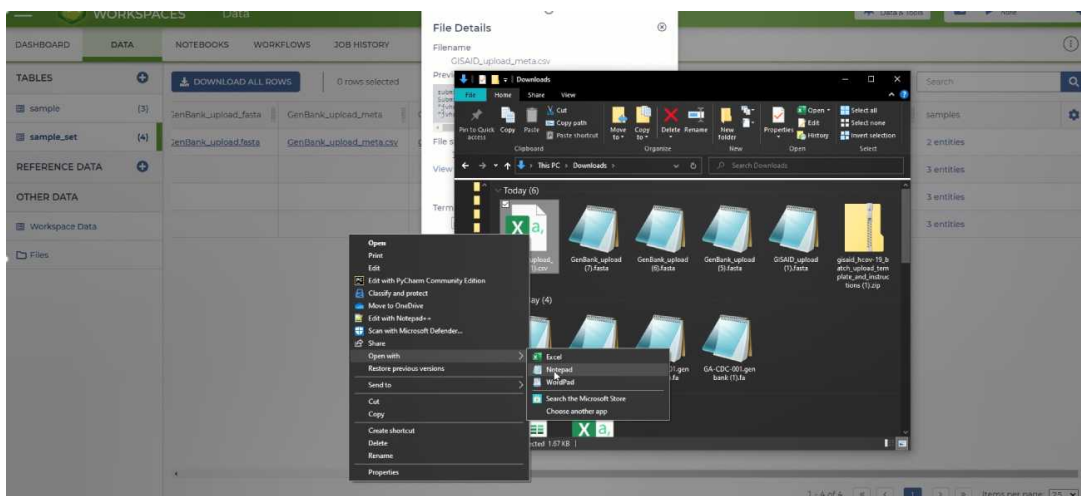 WORKSPACES Data
DASHBOARD DATA NOTEBOOKS WORKFLOWS JOB HISTORY
TABLES
sample (3)
sample_set (4)
REFERENCE DATA
OTHER DATA
Workspace Data
Files
DOWNLOAD ALL ROWS 0 rows selected
Search
GenBank_upload_fasta GenBank_upload_meta samples
GenBank_upload.fasta GenBank_upload_meta.csv 2 entities
3 entities
3 entities
3 entities
File Details
Filename
GISAID_upload_meta.csv
View
Downloads
File Home Share View
Pin to Quick access
Copy
Paste
Cut
Copy path
Paste shortcut
Move to
Copy to
Delete
Rename
New folder
Properties
Open
Edit
History
Select all
Select none
Invert selection
Clipboard Organize New Open Select
This PC Downloads
Search Downloads
Today (6)
GenBank_upload (7).fasta
GenBank_upload (6).fasta
GenBank_upload (5).fasta
GISAID_upload (1).fasta
gisaid_hcov-19_batch_upload_template_and_instructions (1).zip
GA-CDC-001.genbank (1).fa
Open
Print
Edit
Edit with PyCharm Community Edition
Classify and protect
Move to OneDrive
Edit with Notepad++
Scan with Microsoft Defender...
Share
Open with
Restore previous versions
Send to
Cut
Copy
Create shortcut
Delete
Rename
Properties
Excel
Notepad
WordPad
Search the Microsoft Store
Choose another app
1.67 KB
1 - 4 of 4 1 Items per page: 25